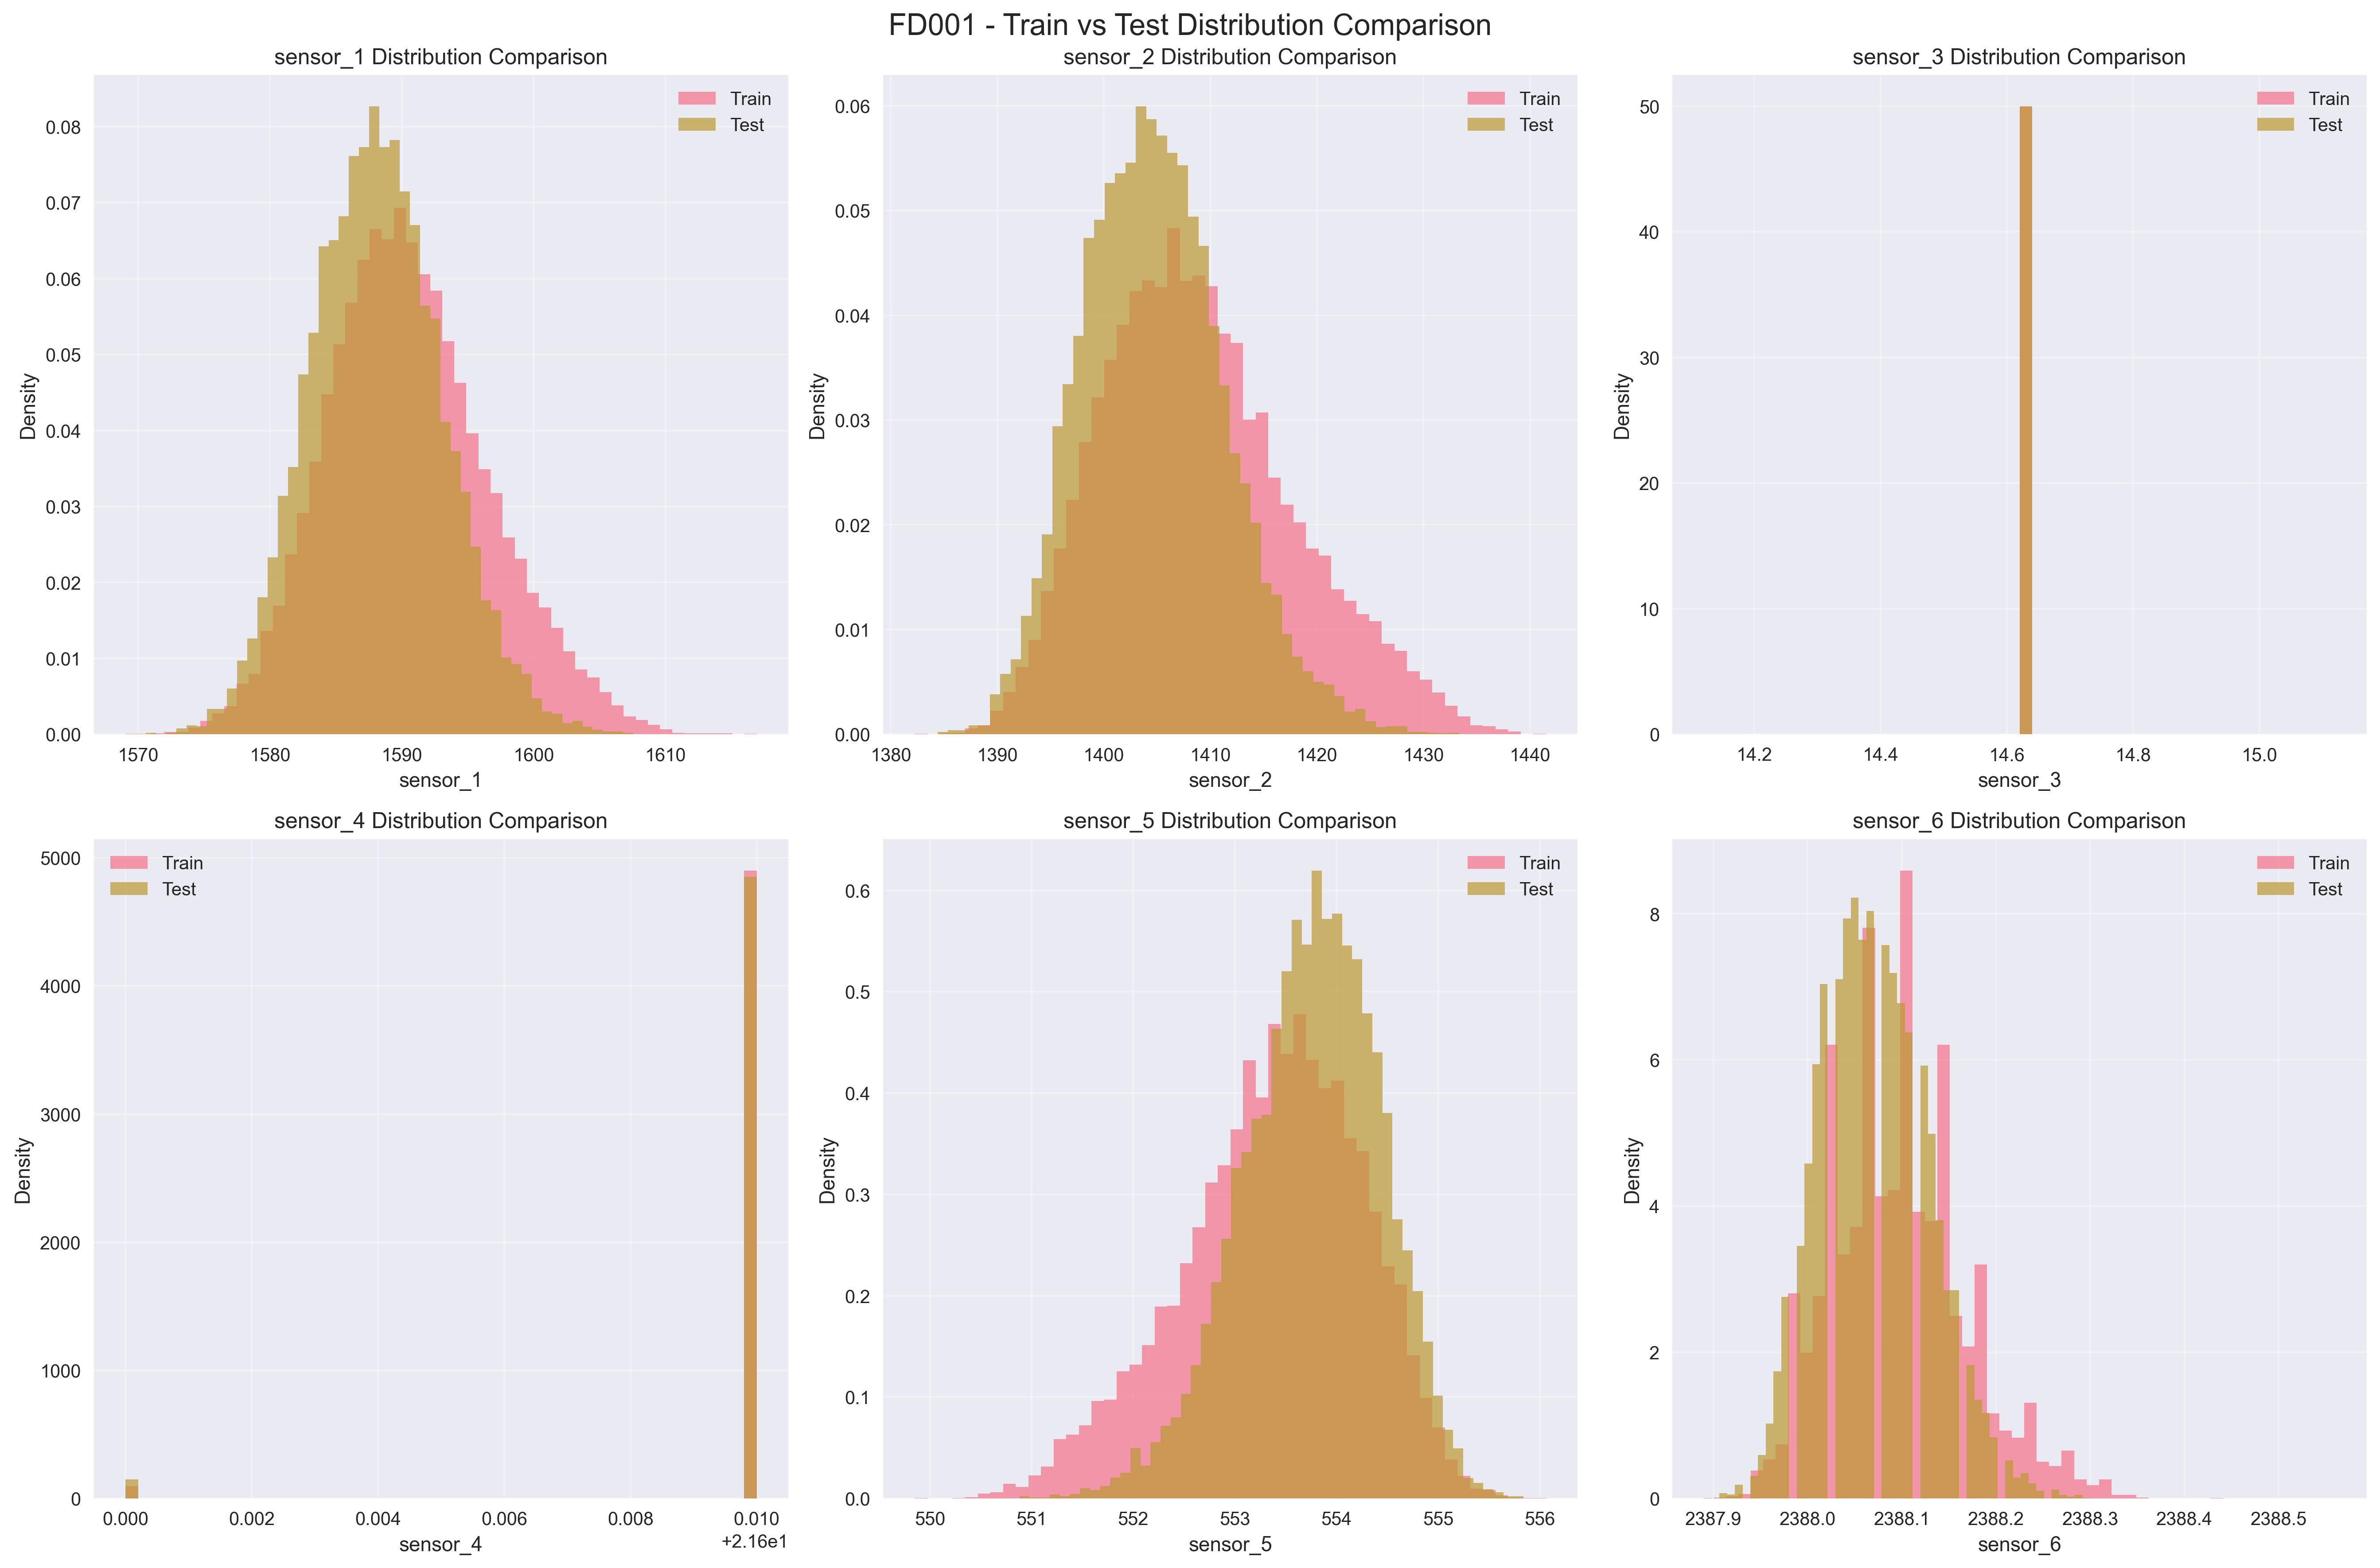 FD001 - Train vs Test Distribution Comparison
sensor_1 Distribution Comparison
Train
Test
0.08
0.07
0.06
0.05
0.04
0.03
0.02
0.01
0.00
Density
1570 1580 1590 1600 1610
sensor_1
sensor_2 Distribution Comparison
Train
Test
0.06
0.05
0.04
0.03
0.02
0.01
0.00
Density
1380 1390 1400 1410 1420 1430 1440
sensor_2
sensor_3 Distribution Comparison
Train
Test
50
40
30
20
10
0
Density
14.2 14.4 14.6 14.8 15.0
sensor_3
sensor_4 Distribution Comparison
Train
Test
5000
4000
3000
2000
1000
0
Density
0.000 0.002 0.004 0.006 0.008 0.010
+2.16e1
sensor_4
sensor_5 Distribution Comparison
Train
Test
0.6
0.5
0.4
0.3
0.2
0.1
0.0
Density
550 551 552 553 554 555 556
sensor_5
sensor_6 Distribution Comparison
Train
Test
8
6
4
2
0
Density
2387.9 2388.0 2388.1 2388.2 2388.3 2388.4 2388.5
sensor_6